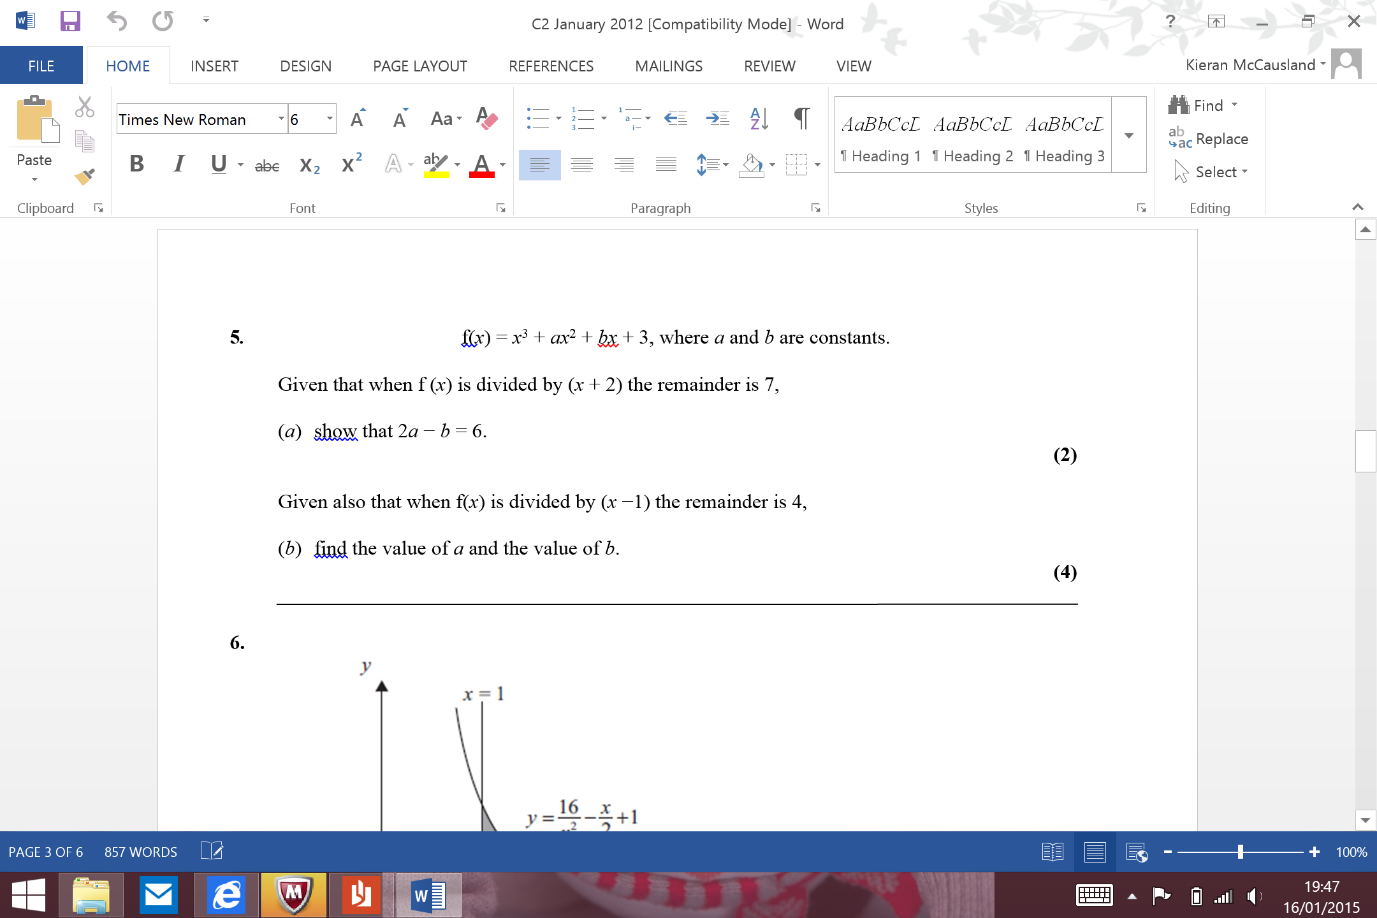 C2 January 2012 [Compatibility Mode] - Word
FILE HOME INSERT DESIGN PAGE LAYOUT REFERENCES MAILINGS REVIEW VIEW
Kieran McCausland
Paste
Clipboard
Times New Roman 6
Font
Paragraph
AaBbCcL AaBbCcL AaBbCcL
¶ Heading 1 ¶ Heading 2 ¶ Heading 3
Styles
Find
Replace
Select
Editing
5. f(x) = x³ + ax² + bx + 3, where a and b are constants.
Given that when f (x) is divided by (x + 2) the remainder is 7,
(a) show that 2a − b = 6.
(2)
Given also that when f(x) is divided by (x −1) the remainder is 4,
(b) find the value of a and the value of b.
(4)
6.
y
x = 1
y = 16/x² − x/2 + 1
PAGE 3 OF 6 857 WORDS
100%
19:47
16/01/2015